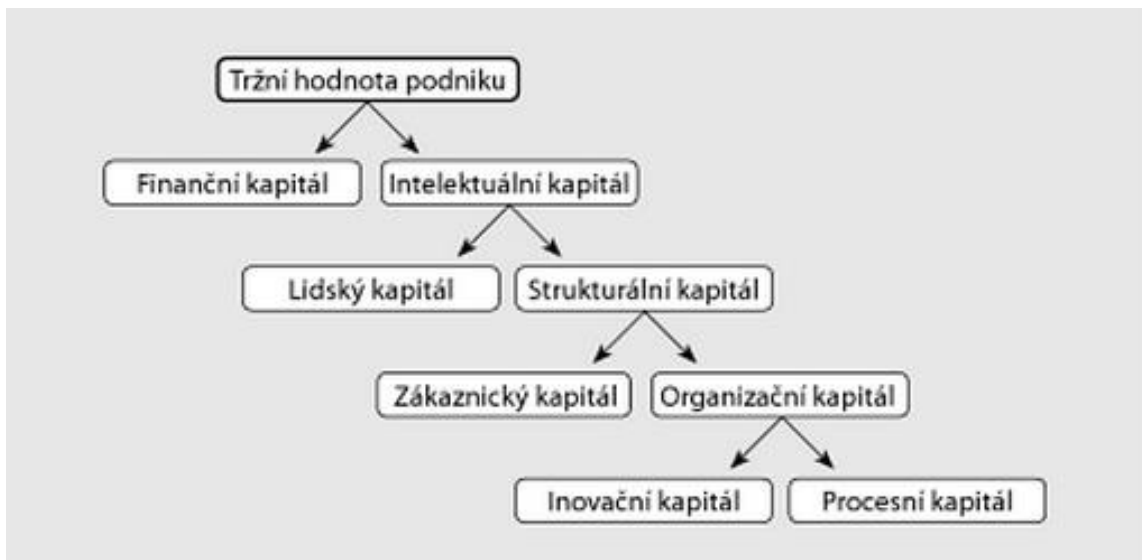 Tržní hodnota podniku
Finanční kapitál
Intelektuální kapitál
Lidský kapitál
Strukturální kapitál
Zákaznický kapitál
Organizační kapitál
Inovační kapitál
Procesní kapitál